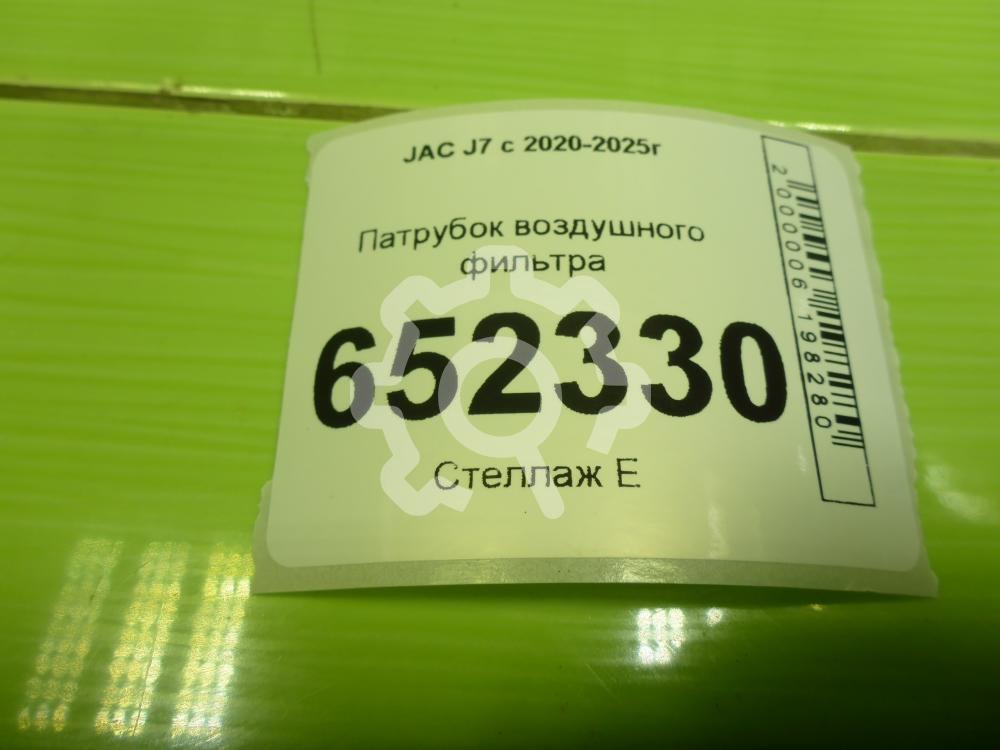 JAC J7 с 2020-2025г
Патрубок воздушного
фильтра
652330
Стеллаж Е
2000006198280